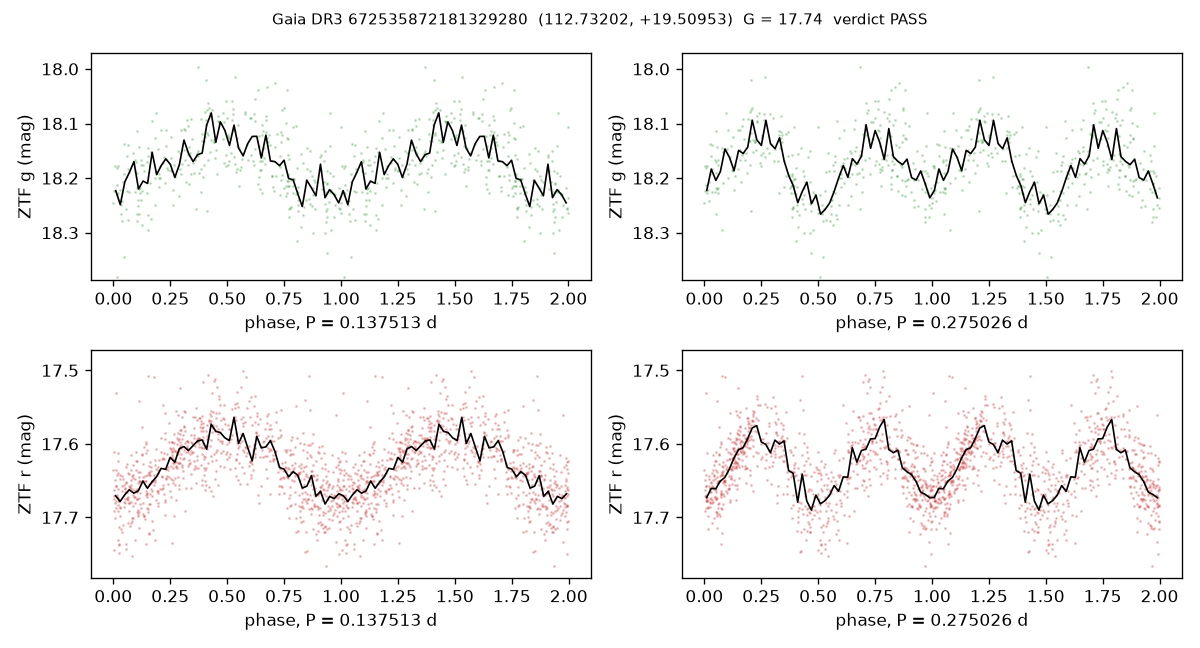 Gaia DR3 672535872181329280 (112.73202, +19.50953) G = 17.74 verdict PASS
ZTF g (mag)
18.0
18.1
18.2
18.3
0.00 0.25 0.50 0.75 1.00 1.25 1.50 1.75 2.00
phase, P = 0.137513 d
ZTF g (mag)
18.0
18.1
18.2
18.3
0.00 0.25 0.50 0.75 1.00 1.25 1.50 1.75 2.00
phase, P = 0.275026 d
ZTF r (mag)
17.5
17.6
17.7
0.00 0.25 0.50 0.75 1.00 1.25 1.50 1.75 2.00
phase, P = 0.137513 d
ZTF r (mag)
17.5
17.6
17.7
0.00 0.25 0.50 0.75 1.00 1.25 1.50 1.75 2.00
phase, P = 0.275026 d